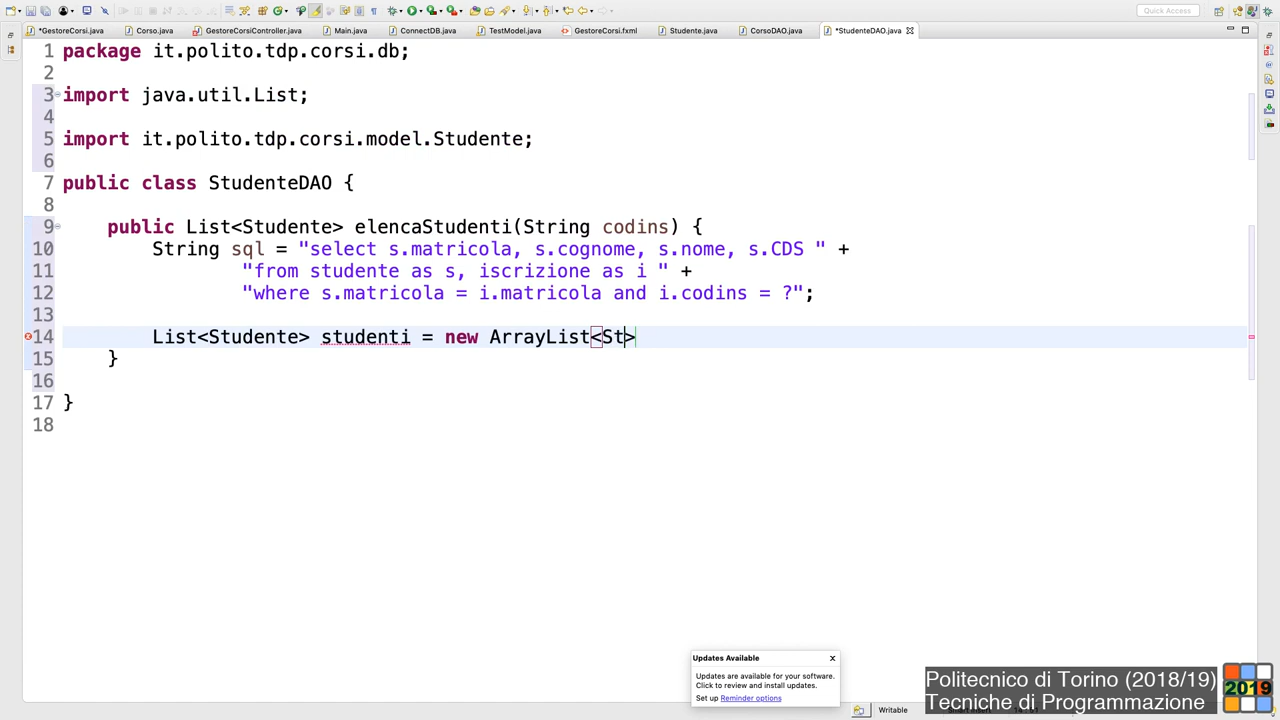 Quick Access
*GestoreCorsi.java Corso.java GestoreCorsiController.java Main.java ConnectDB.java TestModel.java GestoreCorsi.fxml Studente.java CorsoDAO.java *StudenteDAO.java
1 package it.polito.tdp.corsi.db;
2
3 import java.util.List;
4
5 import it.polito.tdp.corsi.model.Studente;
6
7 public class StudenteDAO {
8
9 public List<Studente> elencaStudenti(String codins) {
10 String sql = "select s.matricola, s.cognome, s.nome, s.CDS " +
11 "from studente as s, iscrizione as i " +
12 "where s.matricola = i.matricola and i.codins = ?";
13
14 List<Studente> studenti = new ArrayList<St>
15 }
16
17 }
18
Updates Available
Updates are available for your software.
Click to review and install updates.
Set up Reminder options
Politecnico di Torino (2018/19)
Tecniche di Programmazione
2019
Writable